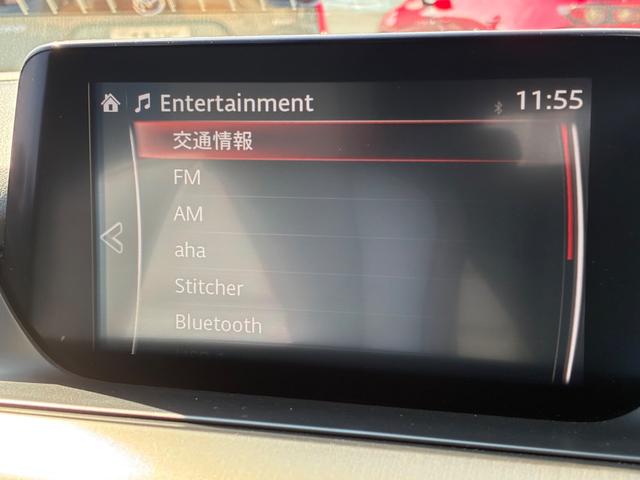 Entertainment 11:55
交通情報
FM
AM
aha
Stitcher
Bluetooth